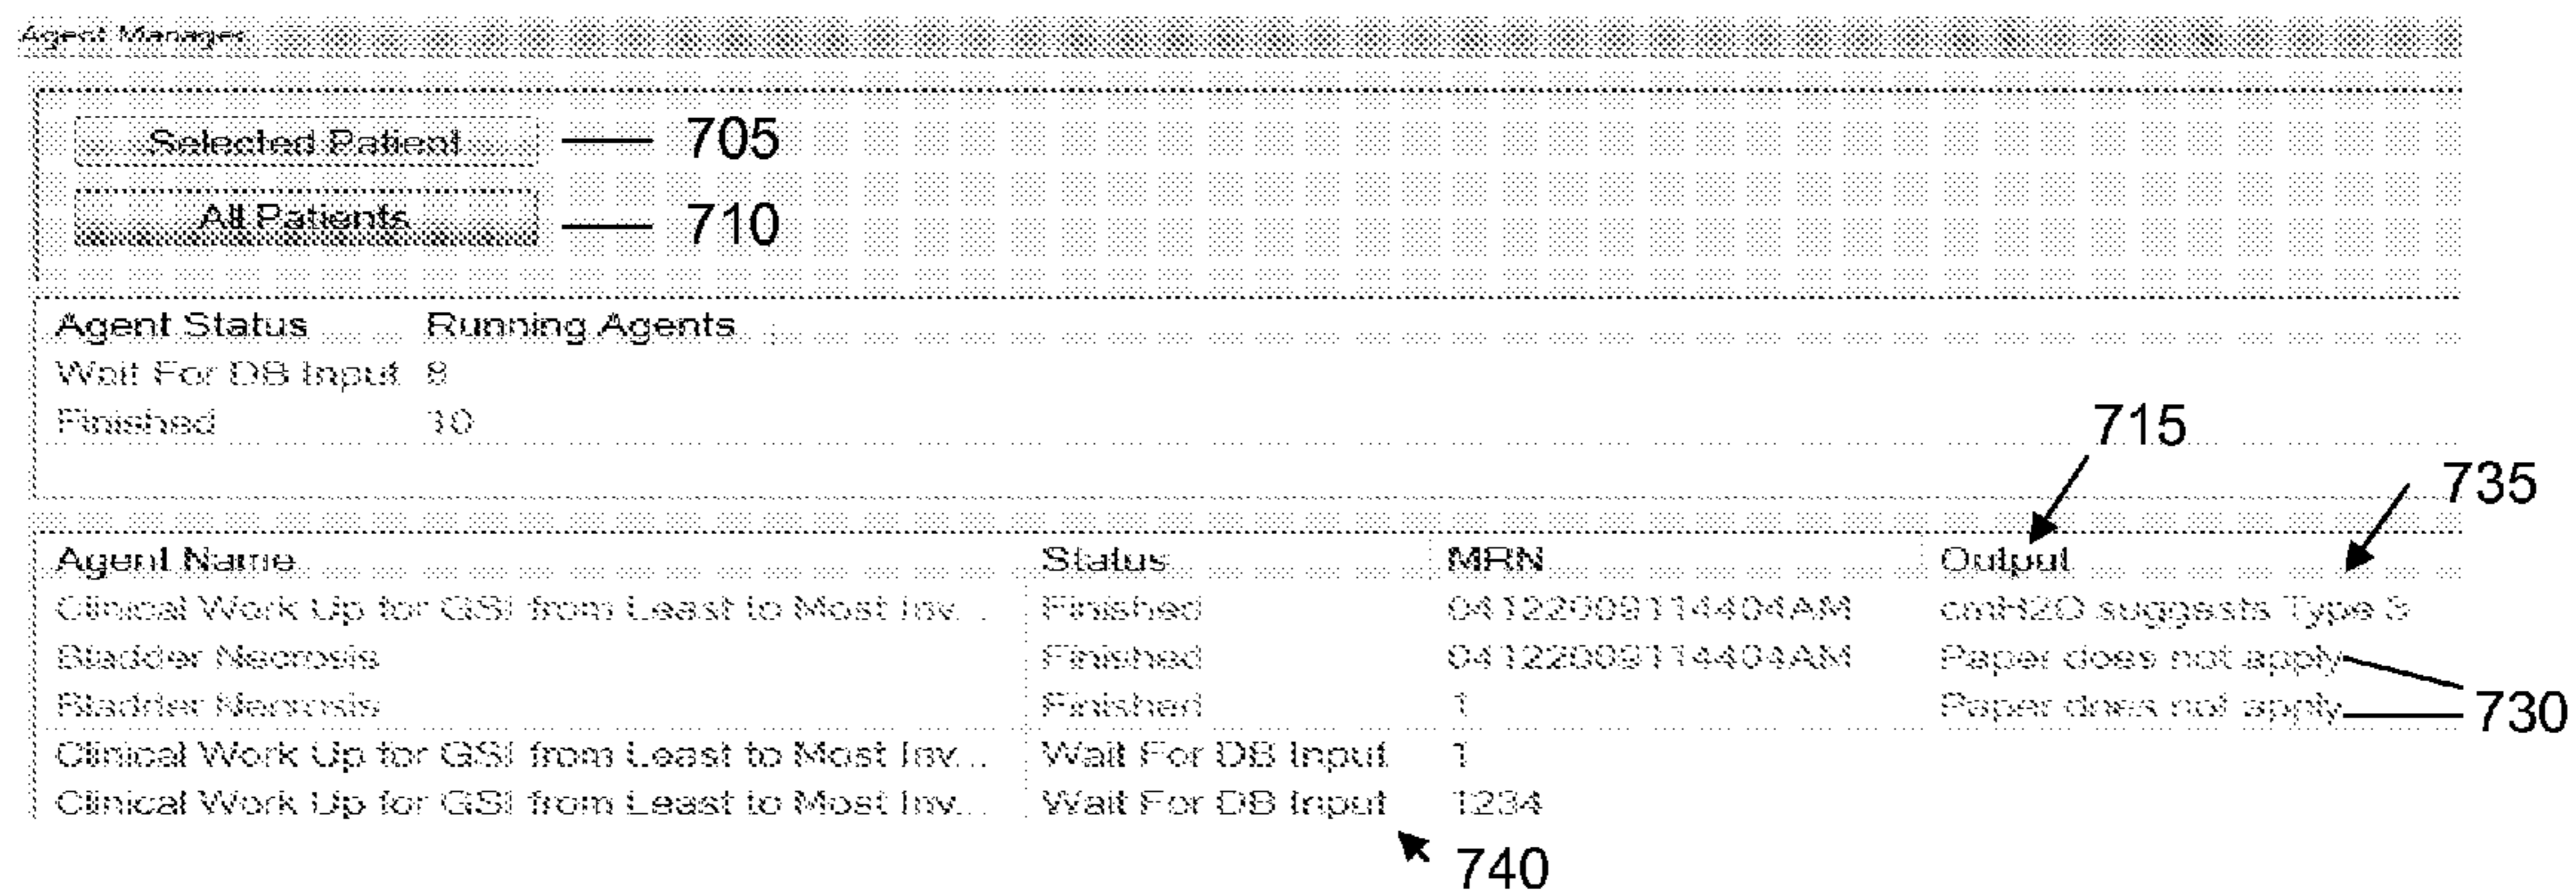 Agent Manager
Selected Patient 705
All Patients 710
Agent Status Running Agents
Wait For DB Input 8
Finished 10
715
735
Agent Name Status MRN Output
Clinical Work Up for GSI from Least to Most Inv... Finished 04122009114404AM cmH2O suggests Type 3
Bladder Necrosis Finished 04122009114404AM Paper does not apply
Bladder Necrosis Finished 1 Paper does not apply
730
Clinical Work Up for GSI from Least to Most Inv... Wait For DB Input 1
Clinical Work Up for GSI from Least to Most Inv... Wait For DB Input 1234
740